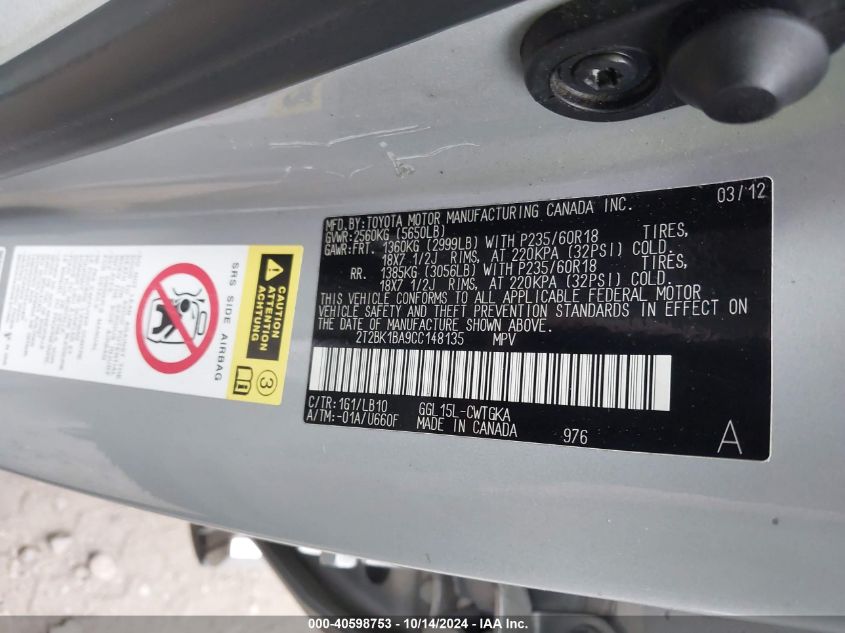 03/12
MFD.BY:TOYOTA MOTOR MANUFACTURING CANADA INC.
GVWR:2560KG (5650LB)
GAWR:FRT. 1360KG (2999LB) WITH P235/60R18 TIRES,
18X7 1/2J RIMS, AT 220KPA (32PSI) COLD.
RR. 1385KG (3056LB) WITH P235/60R18 TIRES,
18X7 1/2J RIMS, AT 220KPA (32PSI) COLD.
THIS VEHICLE CONFORMS TO ALL APPLICABLE FEDERAL MOTOR
VEHICLE SAFETY AND THEFT PREVENTION STANDARDS IN EFFECT ON
THE DATE OF MANUFACTURE SHOWN ABOVE.
2T2BK1BA9CC148135 MPV
C/TR:1G1/LB10 GGL15L-CWTGKA
A/TM:-01A/U660F MADE IN CANADA 976
A
CAUTION
ACHTUNG
SRS SIDE AIRBAG
3
000-40598753 - 10/14/2024 - IAA Inc.